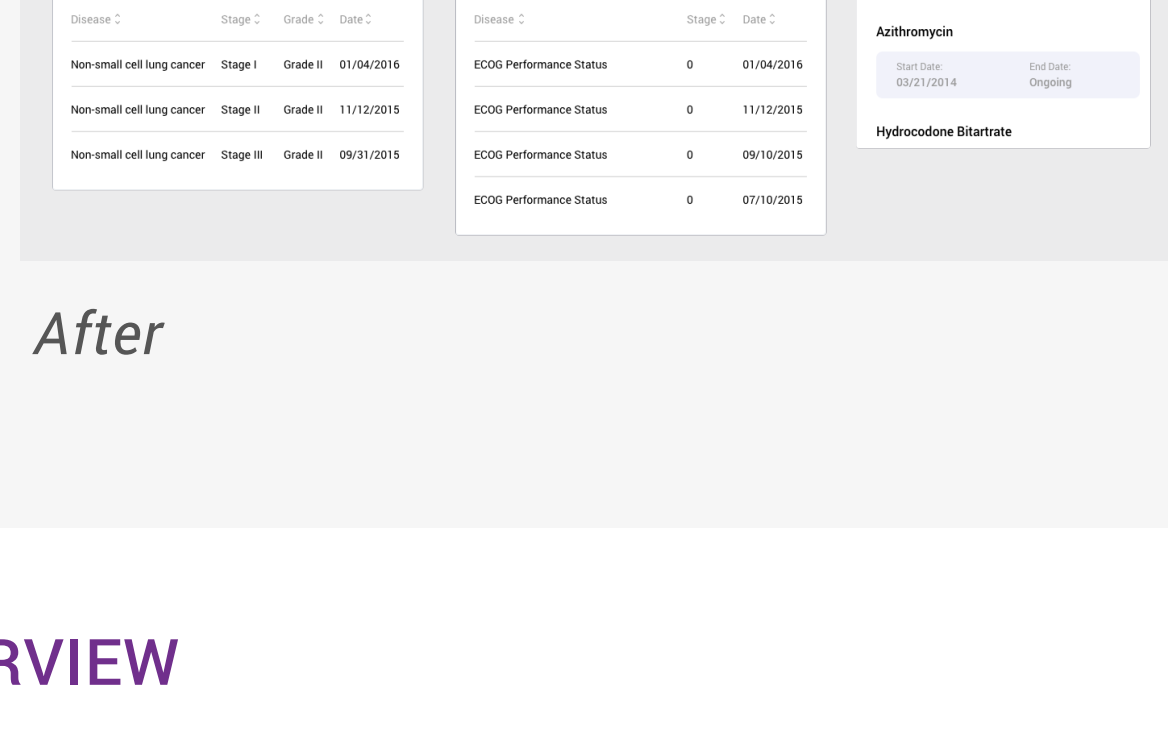 Disease Stage Grade Date
Non-small cell lung cancer Stage I Grade II 01/04/2016
Non-small cell lung cancer Stage II Grade II 11/12/2015
Non-small cell lung cancer Stage III Grade II 09/31/2015
Disease Stage Date
ECOG Performance Status 0 01/04/2016
ECOG Performance Status 0 11/12/2015
ECOG Performance Status 0 09/10/2015
ECOG Performance Status 0 07/10/2015
Azithromycin
Start Date: End Date:
03/21/2014 Ongoing
Hydrocodone Bitartrate
After
RVIEW